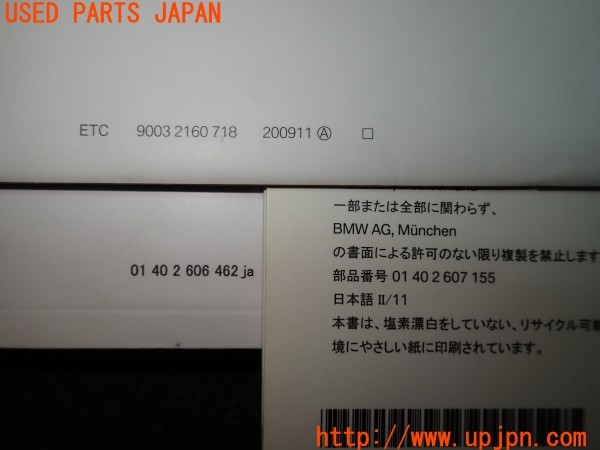 USED PARTS JAPAN
ETC 9003 2160 718 200911 Ⓐ □
01 40 2 606 462 ja
一部または全部に関わらず、
BMW AG, München
の書面による許可のない限り複製を禁止します
部品番号 01 40 2 607 155
日本語 II/11
本書は、塩素漂白をしていない、リサイクル可能
境にやさしい紙に印刷されています。
http://www.upjpn.com/